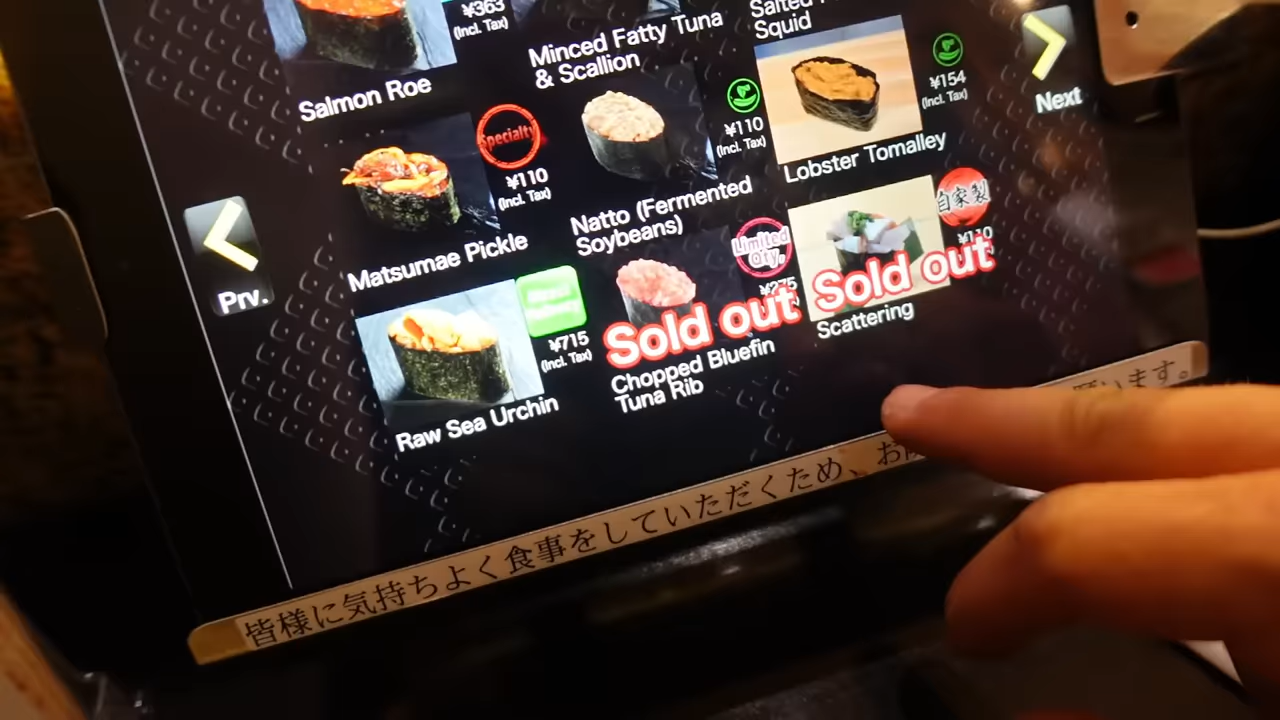 ¥363
(Incl. Tax)
Salmon Roe
Minced Fatty Tuna
& Scallion
Salted
Squid
Specialty
¥110
(Incl. Tax)
Matsumae Pickle
¥110
(Incl. Tax)
Natto (Fermented
Soybeans)
¥154
(Incl. Tax)
Lobster Tomalley
Next
Prv.
¥715
(Incl. Tax)
Raw Sea Urchin
Limited
Qty.
¥275
Sold out
Chopped Bluefin
Tuna Rib
自家製
¥110
Sold out
Scattering
皆様に気持ちよく食事をしていただくため、お
います。